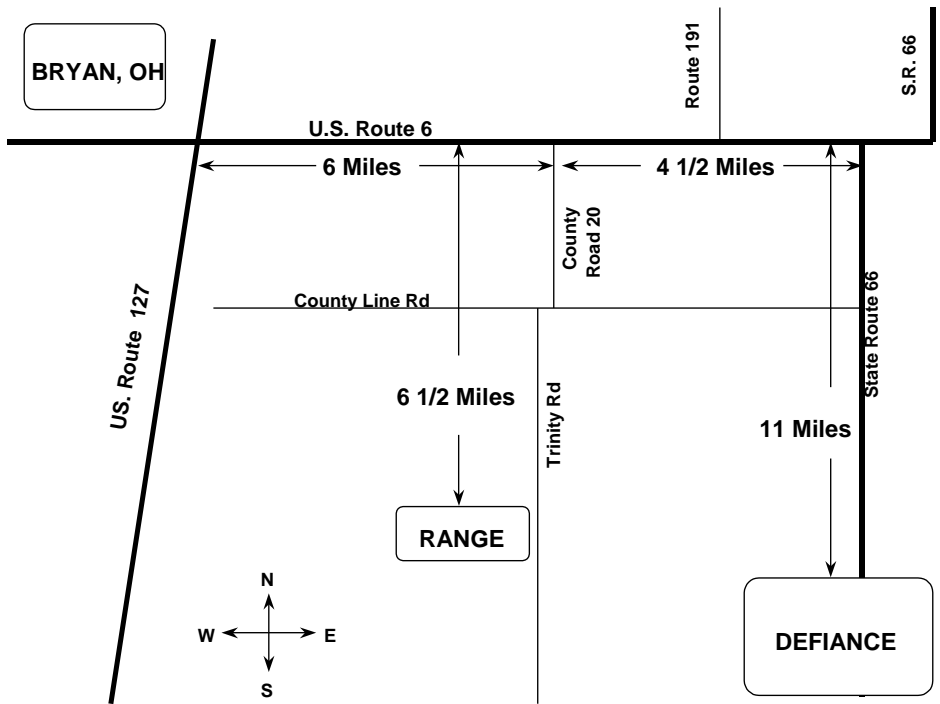 BRYAN, OH
Route 191
S.R. 66
U.S. Route 6
6 Miles
4 1/2 Miles
County
Road 20
County Line Rd
US. Route 127
State Route 66
6 1/2 Miles
Trinity Rd
11 Miles
RANGE
N
W
E
S
DEFIANCE